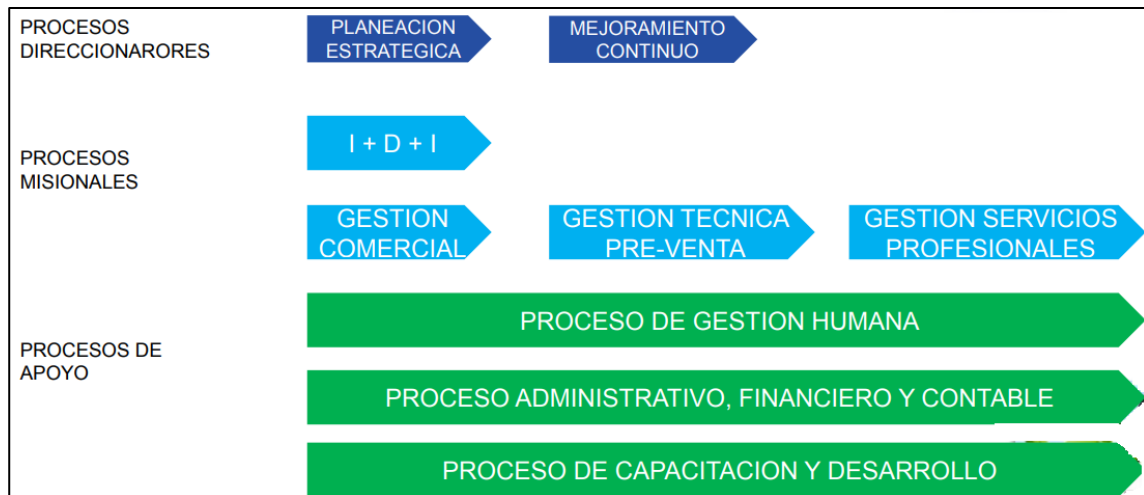 PROCESOS
DIRECCIONARORES
PLANEACION
ESTRATEGICA
MEJORAMIENTO
CONTINUO
PROCESOS
MISIONALES
I + D + I
GESTION
COMERCIAL
GESTION TECNICA
PRE-VENTA
GESTION SERVICIOS
PROFESIONALES
PROCESOS DE
APOYO
PROCESO DE GESTION HUMANA
PROCESO ADMINISTRATIVO, FINANCIERO Y CONTABLE
PROCESO DE CAPACITACION Y DESARROLLO